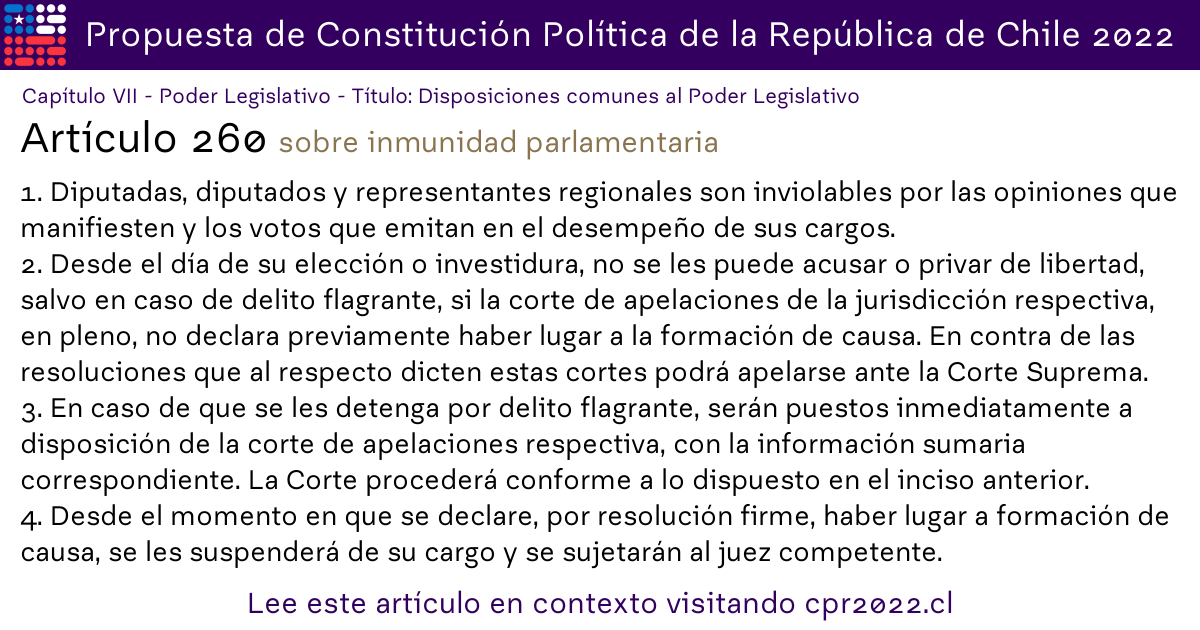 Propuesta de Constitución Política de la República de Chile 2022
Capítulo VII - Poder Legislativo - Título: Disposiciones comunes al Poder Legislativo
Artículo 260 sobre inmunidad parlamentaria
1. Diputadas, diputados y representantes regionales son inviolables por las opiniones que
manifiesten y los votos que emitan en el desempeño de sus cargos.
2. Desde el día de su elección o investidura, no se les puede acusar o privar de libertad,
salvo en caso de delito flagrante, si la corte de apelaciones de la jurisdicción respectiva,
en pleno, no declara previamente haber lugar a la formación de causa. En contra de las
resoluciones que al respecto dicten estas cortes podrá apelarse ante la Corte Suprema.
3. En caso de que se les detenga por delito flagrante, serán puestos inmediatamente a
disposición de la corte de apelaciones respectiva, con la información sumaria
correspondiente. La Corte procederá conforme a lo dispuesto en el inciso anterior.
4. Desde el momento en que se declare, por resolución firme, haber lugar a formación de
causa, se les suspenderá de su cargo y se sujetarán al juez competente.
Lee este artículo en contexto visitando cpr2022.cl